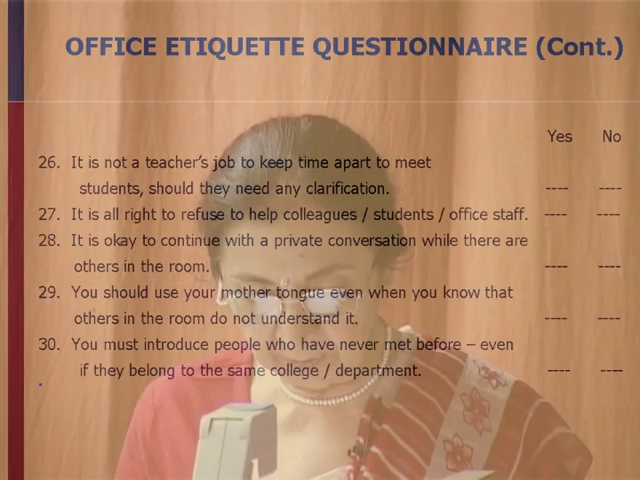 OFFICE ETIQUETTE QUESTIONNAIRE (Cont.)
Yes No
26. It is not a teacher's job to keep time apart to meet
students, should they need any clarification. ---- ----
27. It is all right to refuse to help colleagues / students / office staff. ---- ----
28. It is okay to continue with a private conversation while there are
others in the room. ---- ----
29. You should use your mother tongue even when you know that
others in the room do not understand it. ---- ----
30. You must introduce people who have never met before – even
if they belong to the same college / department. ---- ----